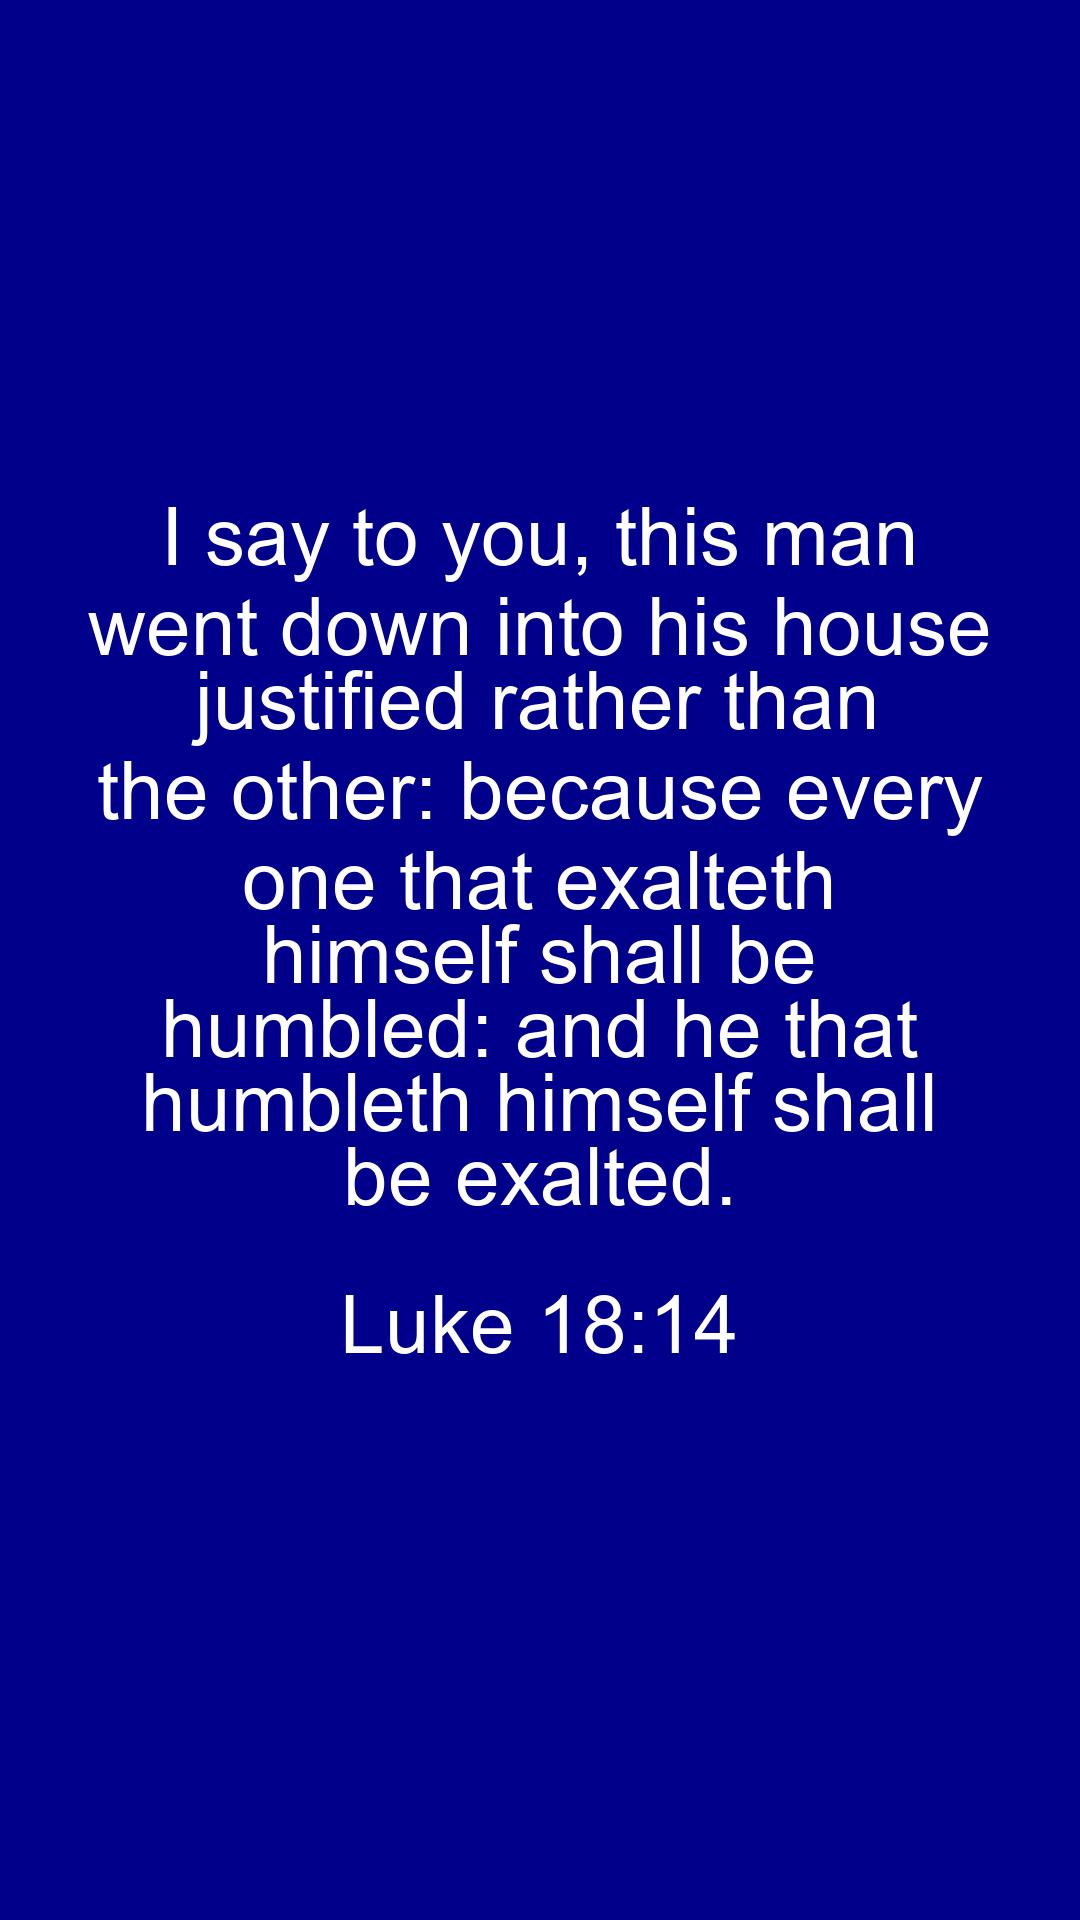 I say to you, this man
went down into his house
justified rather than
the other: because every
one that exalteth
himself shall be
humbled: and he that
humbleth himself shall
be exalted.
Luke 18:14